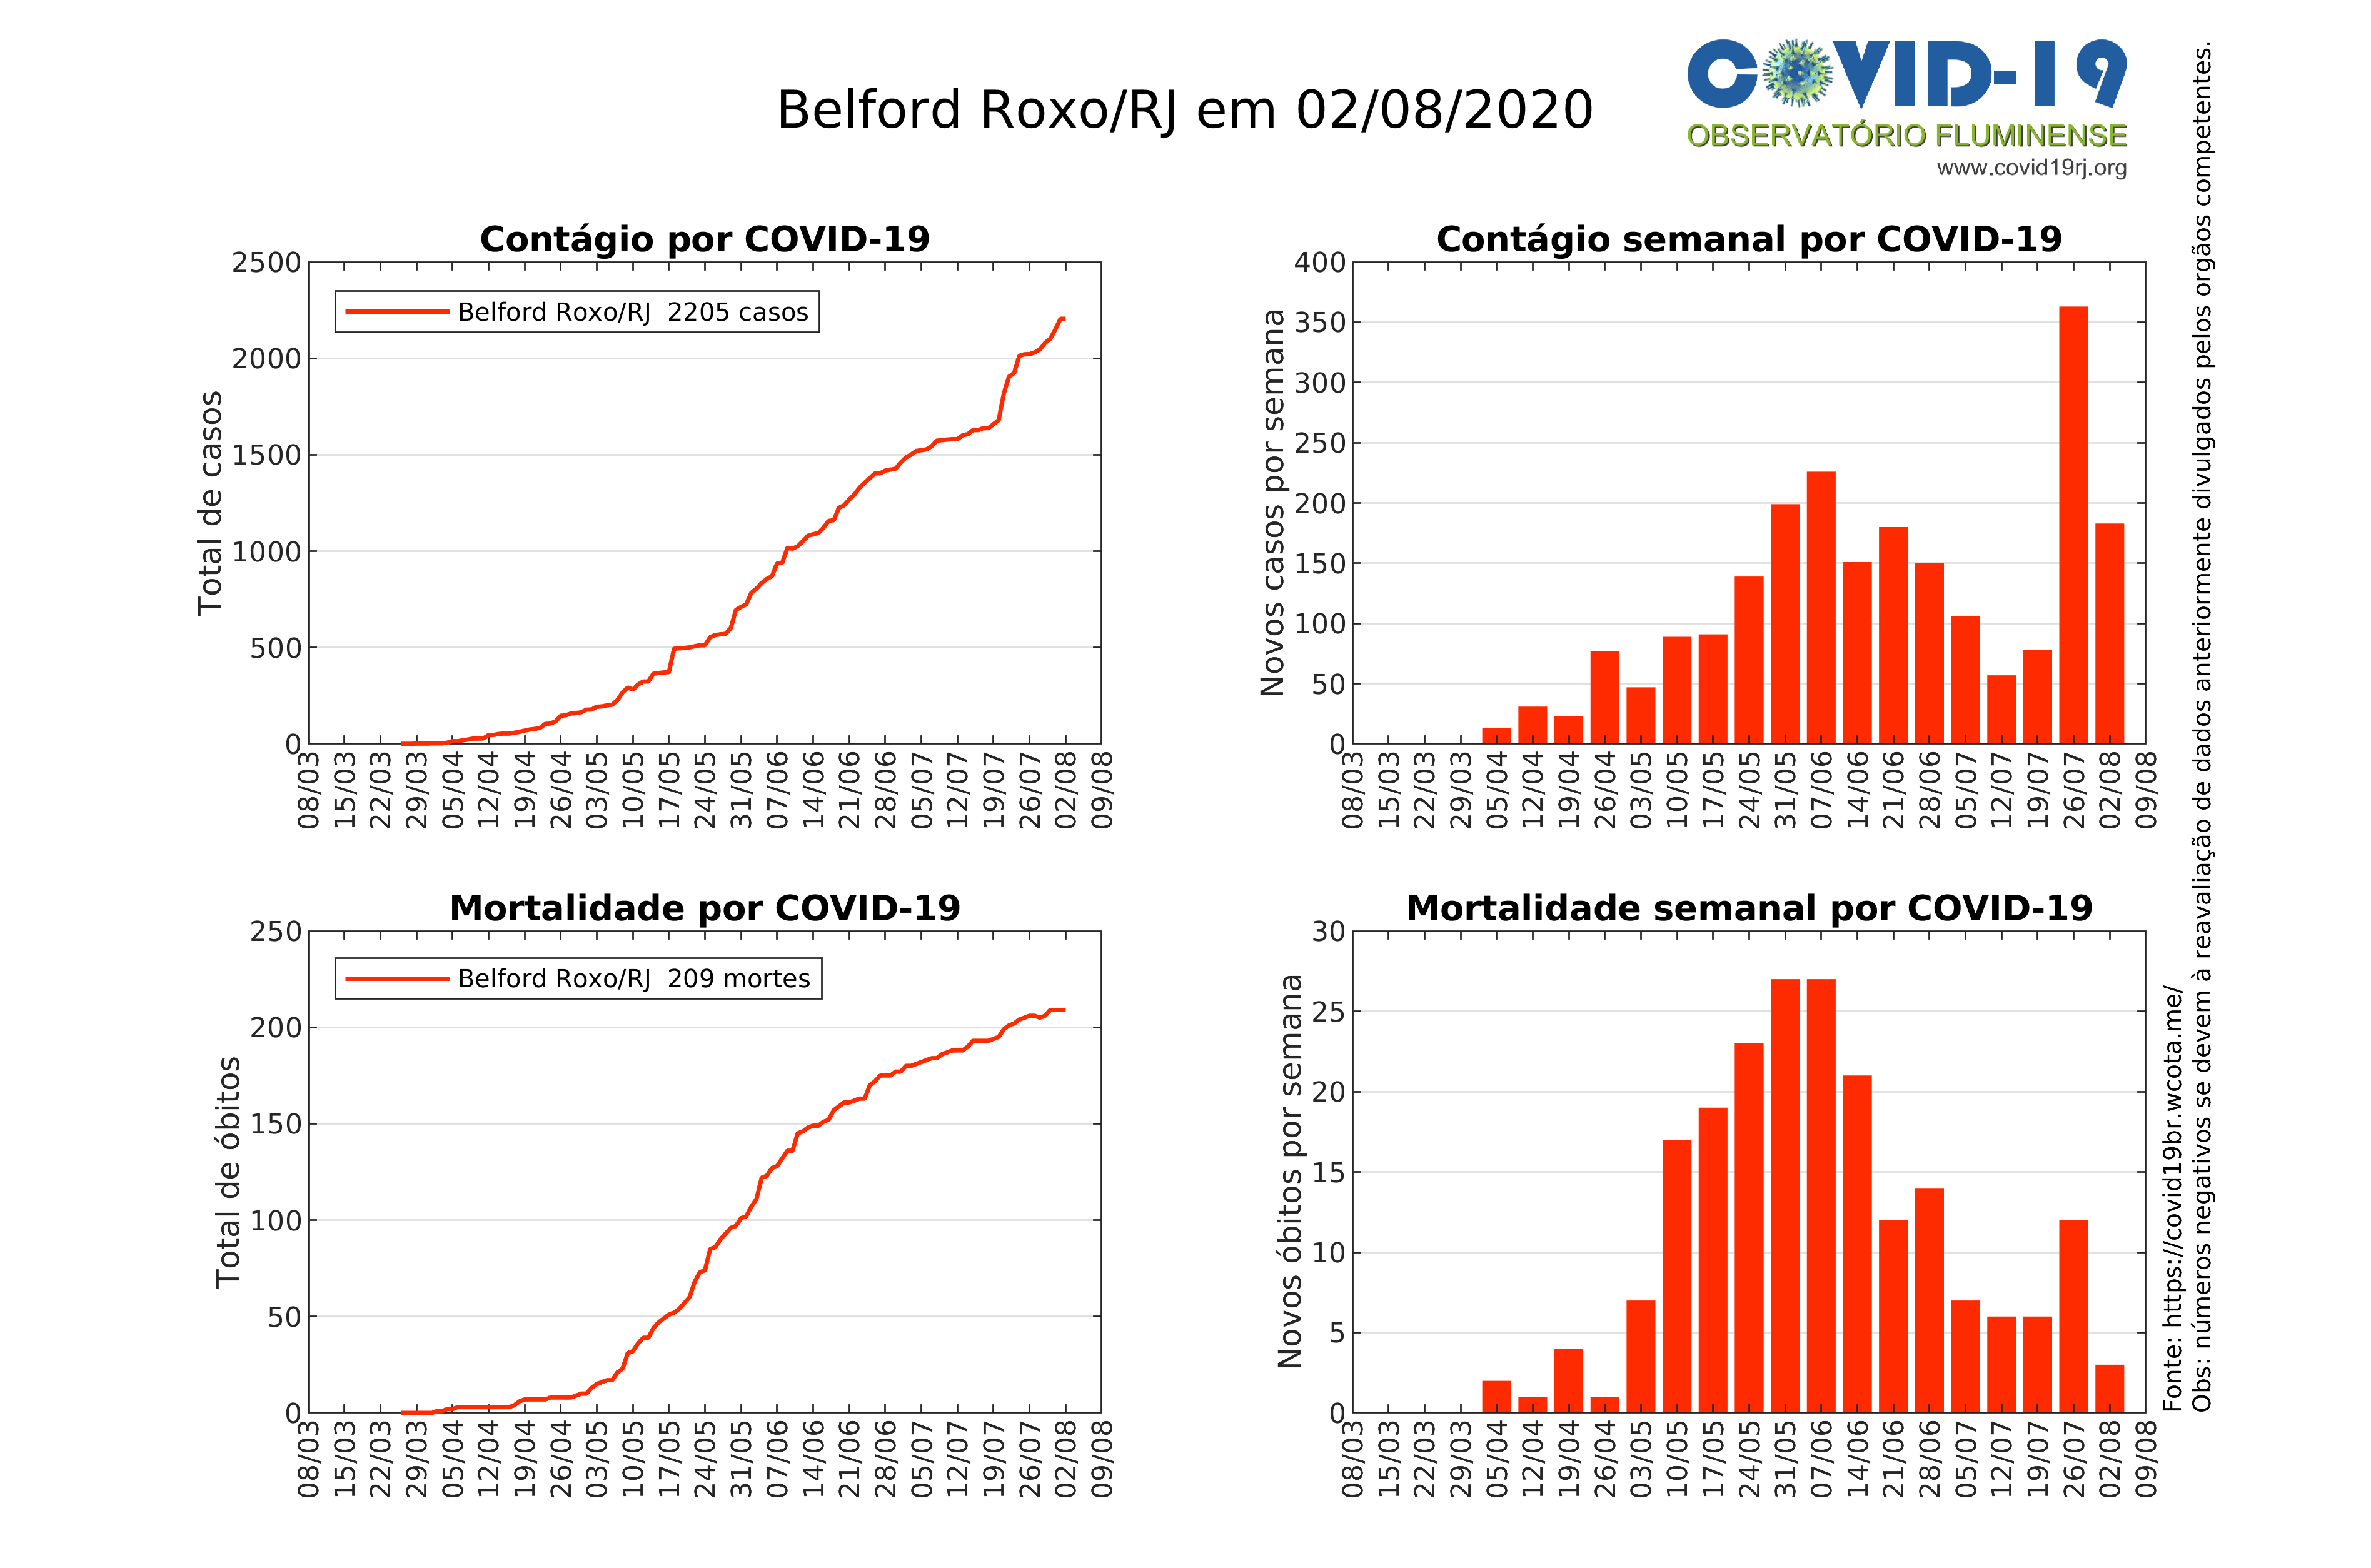 Belford Roxo/RJ em 02/08/2020
COVID-19
OBSERVATÓRIO FLUMINENSE
www.covid19rj.org
Contágio por COVID-19
Total de casos
2500
2000
1500
1000
500
0
Belford Roxo/RJ 2205 casos
08/03 15/03 22/03 29/03 05/04 12/04 19/04 26/04 03/05 10/05 17/05 24/05 31/05 07/06 14/06 21/06 28/06 05/07 12/07 19/07 26/07 02/08 09/08
Contágio semanal por COVID-19
Novos casos por semana
400
350
300
250
200
150
100
50
0
08/03 15/03 22/03 29/03 05/04 12/04 19/04 26/04 03/05 10/05 17/05 24/05 31/05 07/06 14/06 21/06 28/06 05/07 12/07 19/07 26/07 02/08 09/08
Mortalidade por COVID-19
Total de óbitos
250
200
150
100
50
0
Belford Roxo/RJ 209 mortes
08/03 15/03 22/03 29/03 05/04 12/04 19/04 26/04 03/05 10/05 17/05 24/05 31/05 07/06 14/06 21/06 28/06 05/07 12/07 19/07 26/07 02/08 09/08
Mortalidade semanal por COVID-19
Novos óbitos por semana
30
25
20
15
10
5
0
08/03 15/03 22/03 29/03 05/04 12/04 19/04 26/04 03/05 10/05 17/05 24/05 31/05 07/06 14/06 21/06 28/06 05/07 12/07 19/07 26/07 02/08 09/08
Fonte: https://covid19br.wcota.me/
Obs: números negativos se devem à reavaliação de dados anteriormente divulgados pelos orgãos competentes.